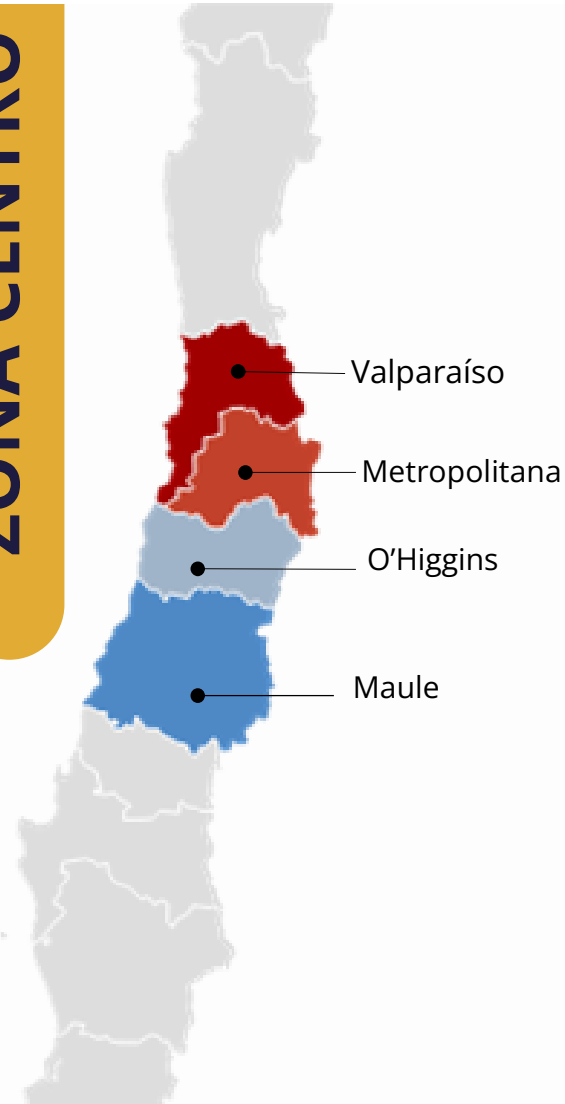 ZONA CENTRO
Valparaíso
Metropolitana
O’Higgins
Maule